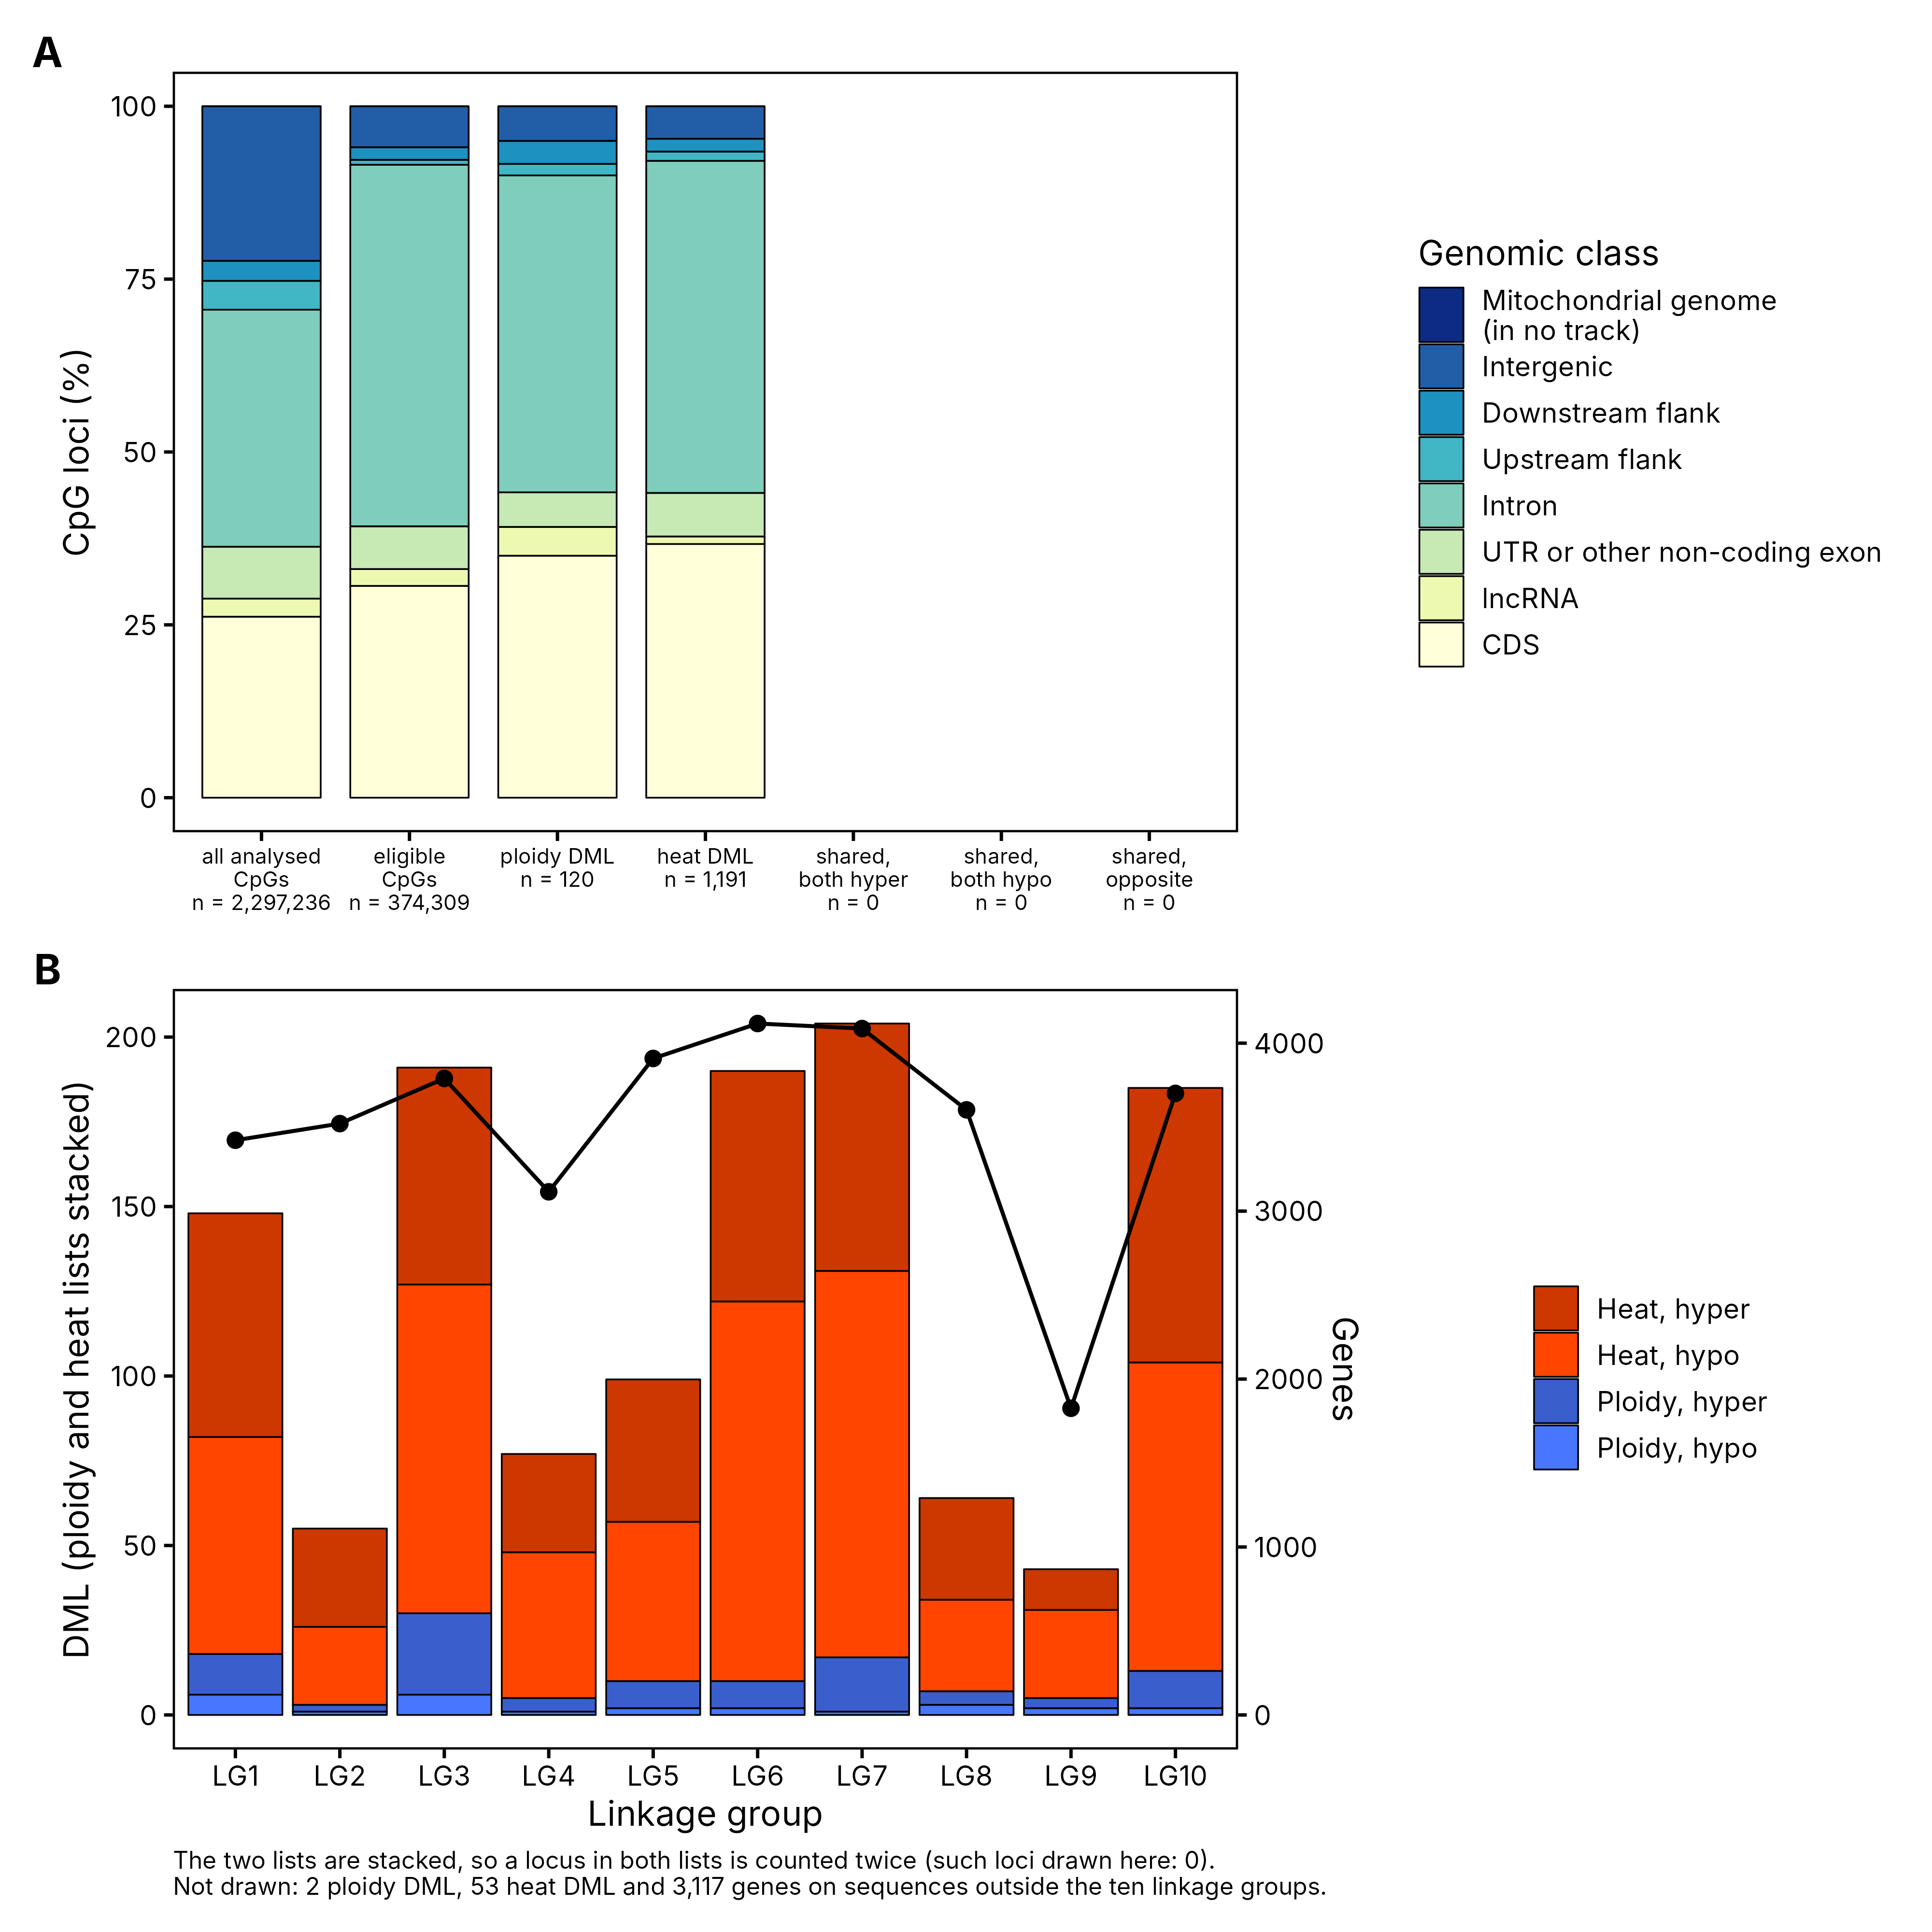 A
CpG loci (%)
100
75
50
25
0
all analysed
CpGs
n = 2,297,236
eligible
CpGs
n = 374,309
ploidy DML
n = 120
heat DML
n = 1,191
shared,
both hyper
n = 0
shared,
both hypo
n = 0
shared,
opposite
n = 0
Genomic class
Mitochondrial genome
(in no track)
Intergenic
Downstream flank
Upstream flank
Intron
UTR or other non-coding exon
lncRNA
CDS
B
DML (ploidy and heat lists stacked)
200
150
100
50
0
4000
3000
2000
1000
0
Genes
LG1
LG2
LG3
LG4
LG5
LG6
LG7
LG8
LG9
LG10
Linkage group
Heat, hyper
Heat, hypo
Ploidy, hyper
Ploidy, hypo
The two lists are stacked, so a locus in both lists is counted twice (such loci drawn here: 0).
Not drawn: 2 ploidy DML, 53 heat DML and 3,117 genes on sequences outside the ten linkage groups.